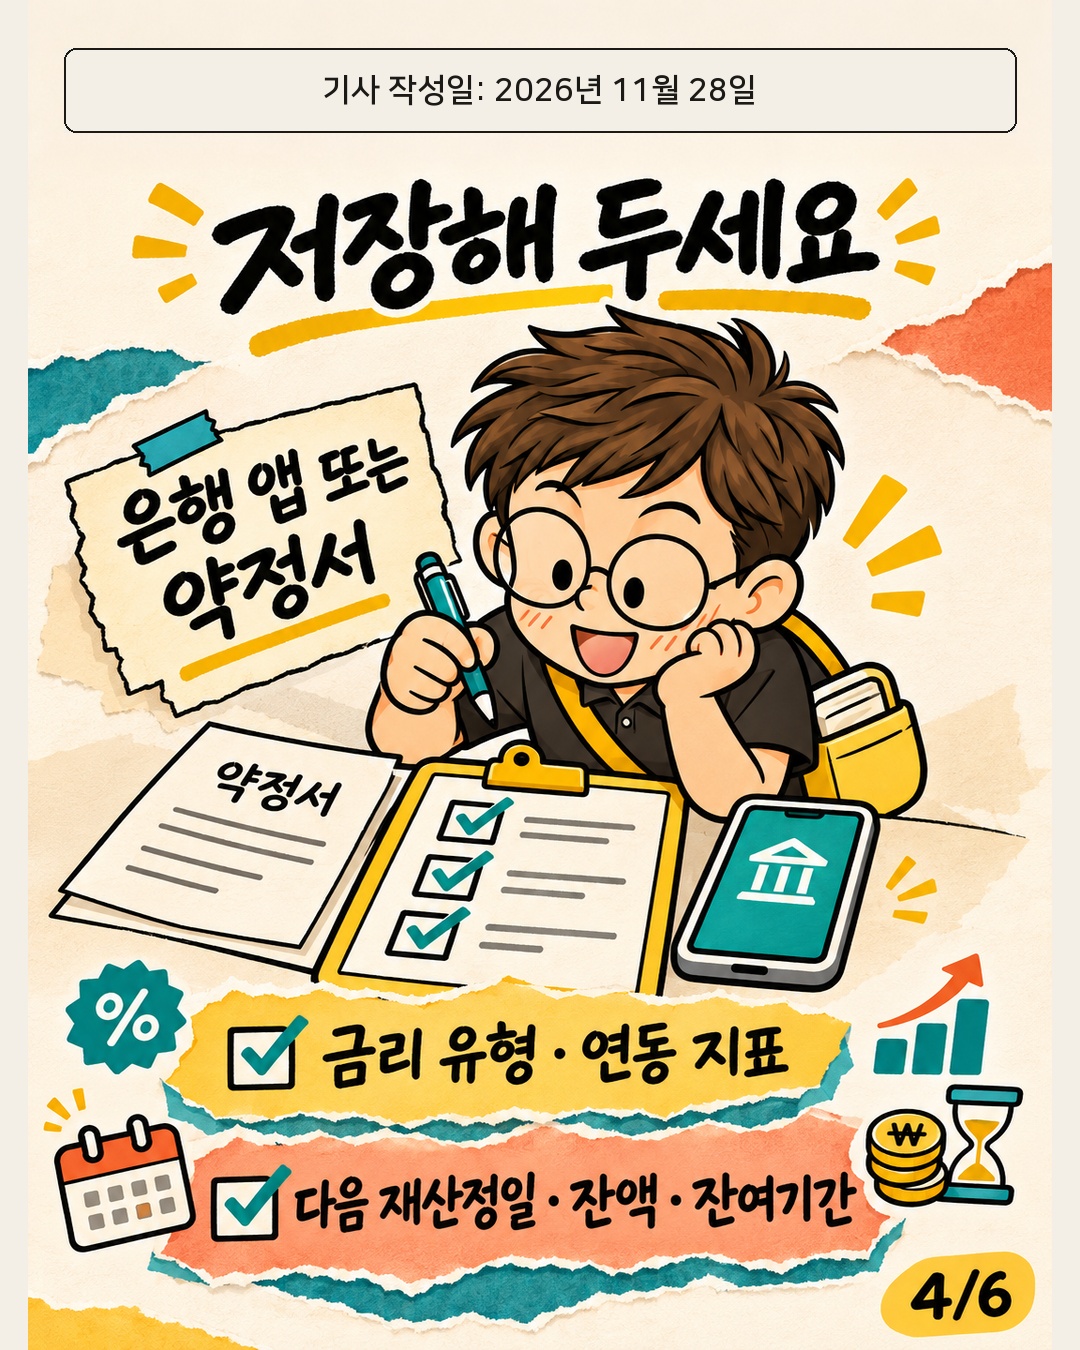 기사 작성일: 2026년 11월 28일
저장해 두세요
은행 앱 또는
약정서
약정서
%
금리 유형 · 연동 지표
₩
다음 재산정일 · 잔액 · 잔여기간
4/6